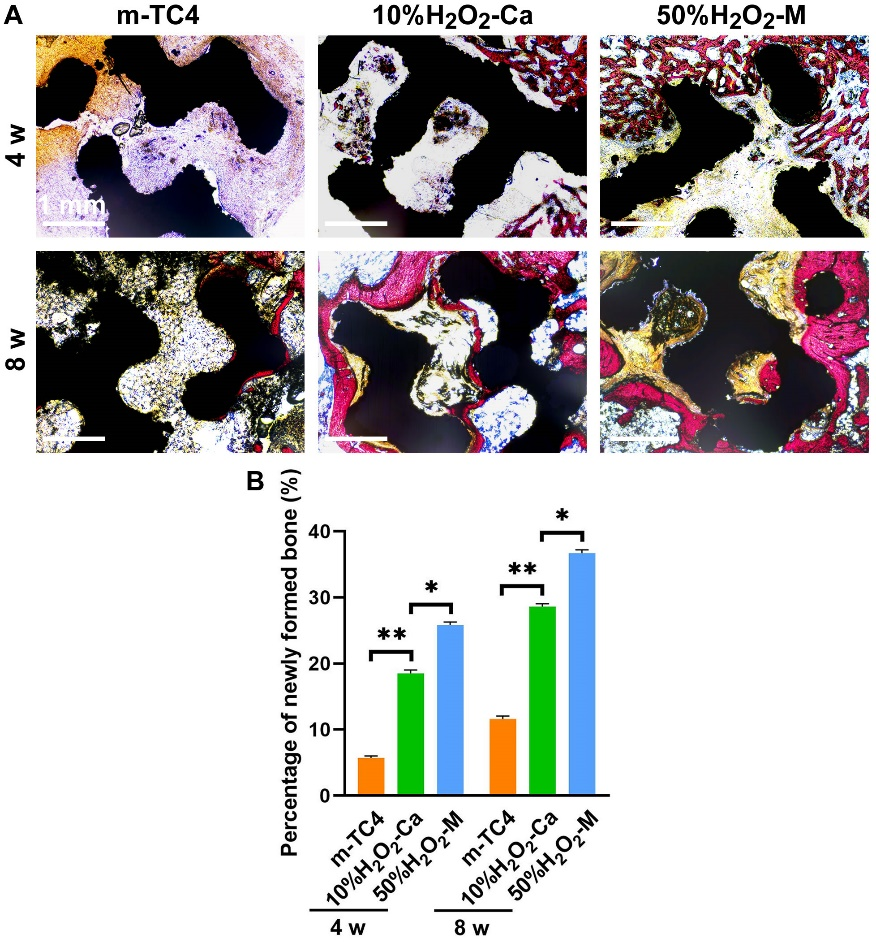 A
m-TC4
10%H₂O₂-Ca
50%H₂O₂-M
4 w
1 mm
8 w
B
Percentage of newly formed bone (%)
40
30
20
10
0
**
*
**
*
m-TC4
10%H₂O₂-Ca
50%H₂O₂-M
m-TC4
10%H₂O₂-Ca
50%H₂O₂-M
4 w
8 w